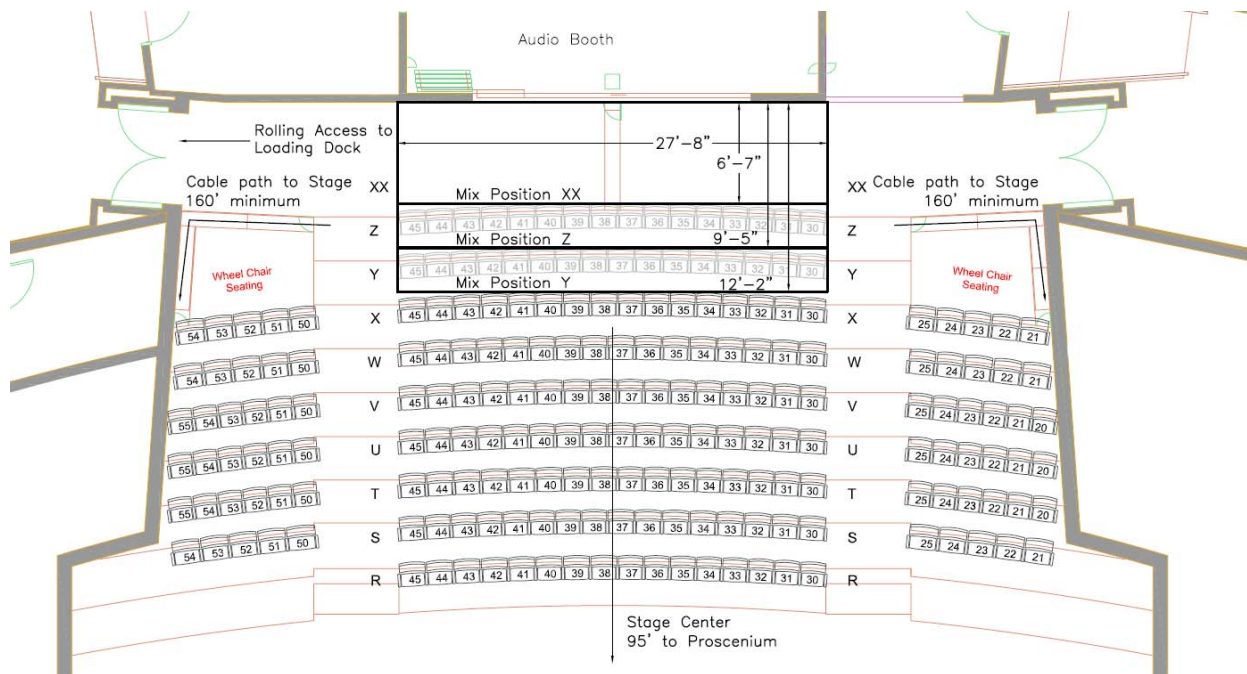 Audio Booth
Rolling Access to
Loading Dock
27'-8"
6'-7"
Cable path to Stage
160' minimum
XX
Mix Position XX
XX
Cable path to Stage
160' minimum
Z
45 44 43 42 41 40 39 38 37 36 35 34 33 32 31 30
Z
Mix Position Z
9'-5"
Wheel Chair
Seating
Y
45 44 43 42 41 40 39 38 37 36 35 34 33 32 31 30
Y
Wheel Chair
Seating
Mix Position Y
12'-2"
54 53 52 51 50
X
45 44 43 42 41 40 39 38 37 36 35 34 33 32 31 30
X
25 24 23 22 21
54 53 52 51 50
W
45 44 43 42 41 40 39 38 37 36 35 34 33 32 31 30
W
25 24 23 22 21
55 54 53 52 51 50
V
45 44 43 42 41 40 39 38 37 36 35 34 33 32 31 30
V
25 24 23 22 21 20
55 54 53 52 51 50
U
45 44 43 42 41 40 39 38 37 36 35 34 33 32 31 30
U
25 24 23 22 21 20
55 54 53 52 51 50
T
45 44 43 42 41 40 39 38 37 36 35 34 33 32 31 30
T
25 24 23 22 21 20
54 53 52 51 50
S
45 44 43 42 41 40 39 38 37 36 35 34 33 32 31 30
S
25 24 23 22 21
R
45 44 43 42 41 40 39 38 37 36 35 34 33 32 31 30
R
Stage Center
95' to Proscenium